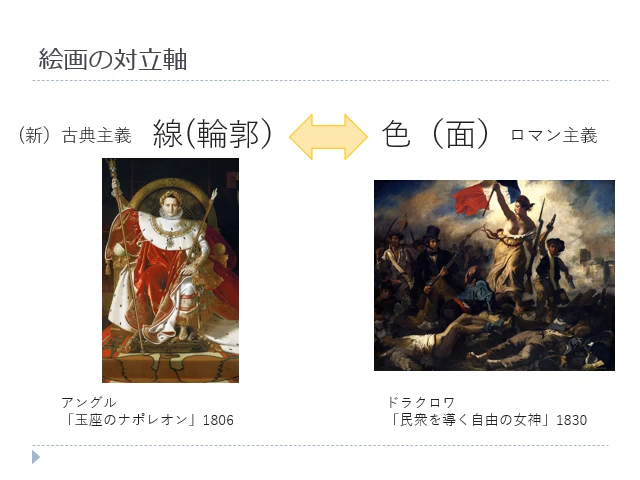 絵画の対立軸
(新）古典主義 線(輪郭） 色（面） ロマン主義
アングル
「玉座のナポレオン」1806
ドラクロワ
「民衆を導く自由の女神」1830